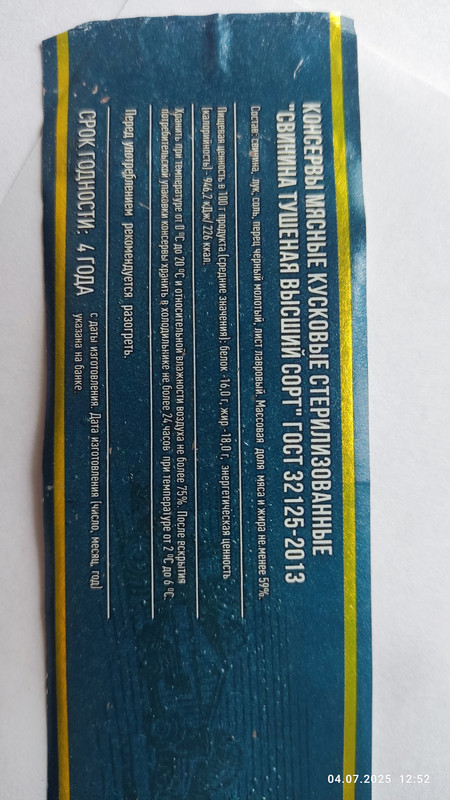 КОНСЕРВЫ МЯСНЫЕ КУСКОВЫЕ СТЕРИЛИЗОВАННЫЕ
"СВИНИНА ТУШЕНАЯ ВЫСШИЙ СОРТ" ГОСТ 32125-2013
Состав: свинина, лук, соль, перец черный молотый, лист лавровый. Массовая доля мяса и жира не менее 59%.
Пищевая ценность в 100 г продукта (средние значения): белок -16,0 г, жир -18,0 г, энергетическая ценность
(калорийность) - 946,2 кДж/ 226 ккал.
Хранить при температуре от 0 °С до 20 °С и относительной влажности воздуха не более 75%. После вскрытия
потребительской упаковки консервы хранить в холодильнике не более 24 часов при температуре от 2 °С до 6 °С.
Перед употреблением рекомендуется разогреть.
СРОК ГОДНОСТИ: 4 ГОДА с даты изготовления. Дата изготовления (число, месяц, год)
указана на банке.
04.07.2025 12:52